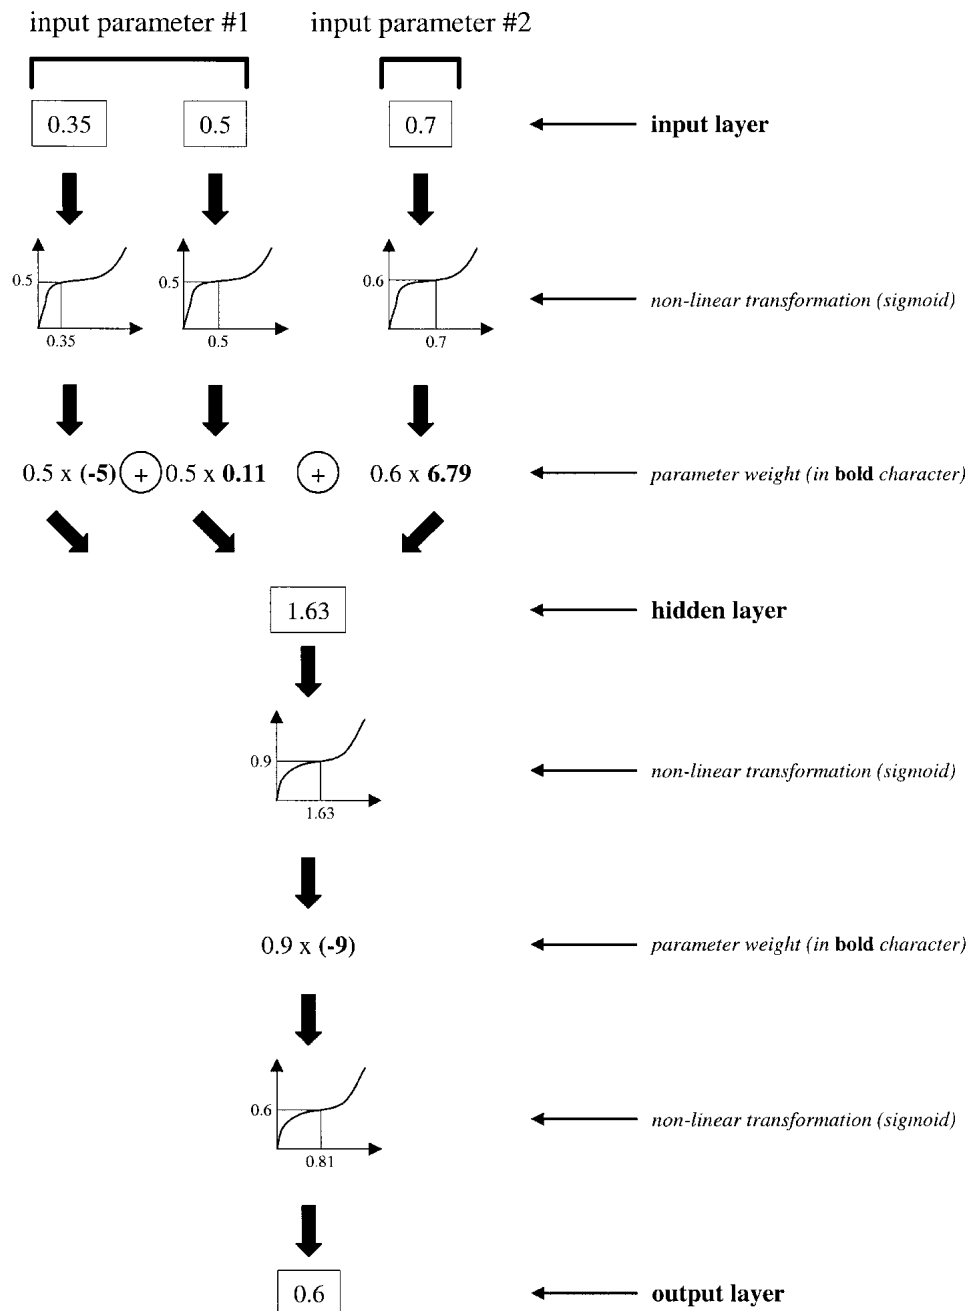 input parameter #1 input parameter #2
0.35 0.5 0.7 input layer
0.5 0.5 0.6 non-linear transformation (sigmoid)
0.35 0.5 0.7
0.5 x (-5) + 0.5 x 0.11 + 0.6 x 6.79 parameter weight (in bold character)
1.63 hidden layer
0.9 non-linear transformation (sigmoid)
1.63
0.9 x (-9) parameter weight (in bold character)
0.6 non-linear transformation (sigmoid)
0.81
0.6 output layer